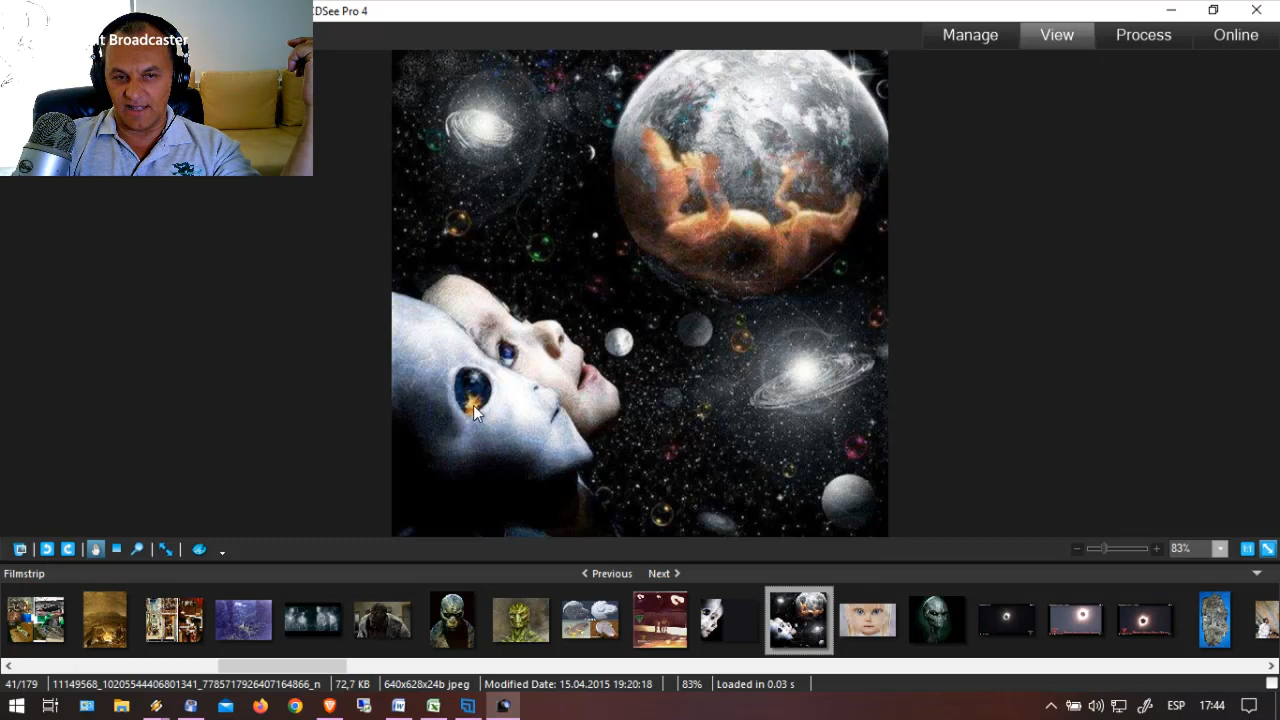 t Broadcaster
CDSee Pro 4
Manage
View
Process
Online
83%
Filmstrip
Previous
Next
41/179
11149568_10205544406801341_7785717926407164866_n
72,7 KB
640x628x24b jpeg
Modified Date: 15.04.2015 19:20:18
83%
Loaded in 0.03 s
ESP
17:44